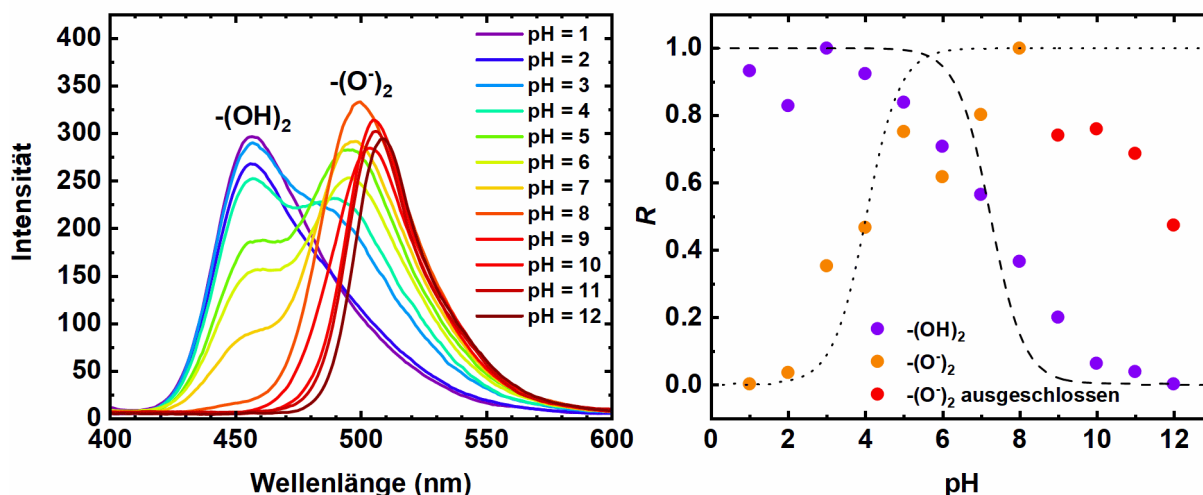 400
350
300
250
200
150
100
50
0
Intensität
-(OH)₂
-(O⁻)₂
pH = 1
pH = 2
pH = 3
pH = 4
pH = 5
pH = 6
pH = 7
pH = 8
pH = 9
pH = 10
pH = 11
pH = 12
400 450 500 550 600
Wellenlänge (nm)
1.0
0.8
0.6
0.4
0.2
0.0
R
-(OH)₂
-(O⁻)₂
-(O⁻)₂ ausgeschlossen
0 2 4 6 8 10 12
pH